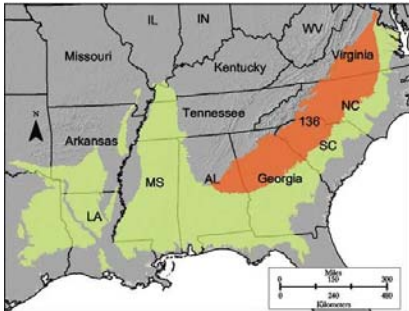 IL
IN
WV
Missouri
Virginia
Kentucky
N
Tennessee
NC
136
Arkansas
SC
MS
AL
Georgia
LA
Miles
0 150 300
0 240 480
Kilometers